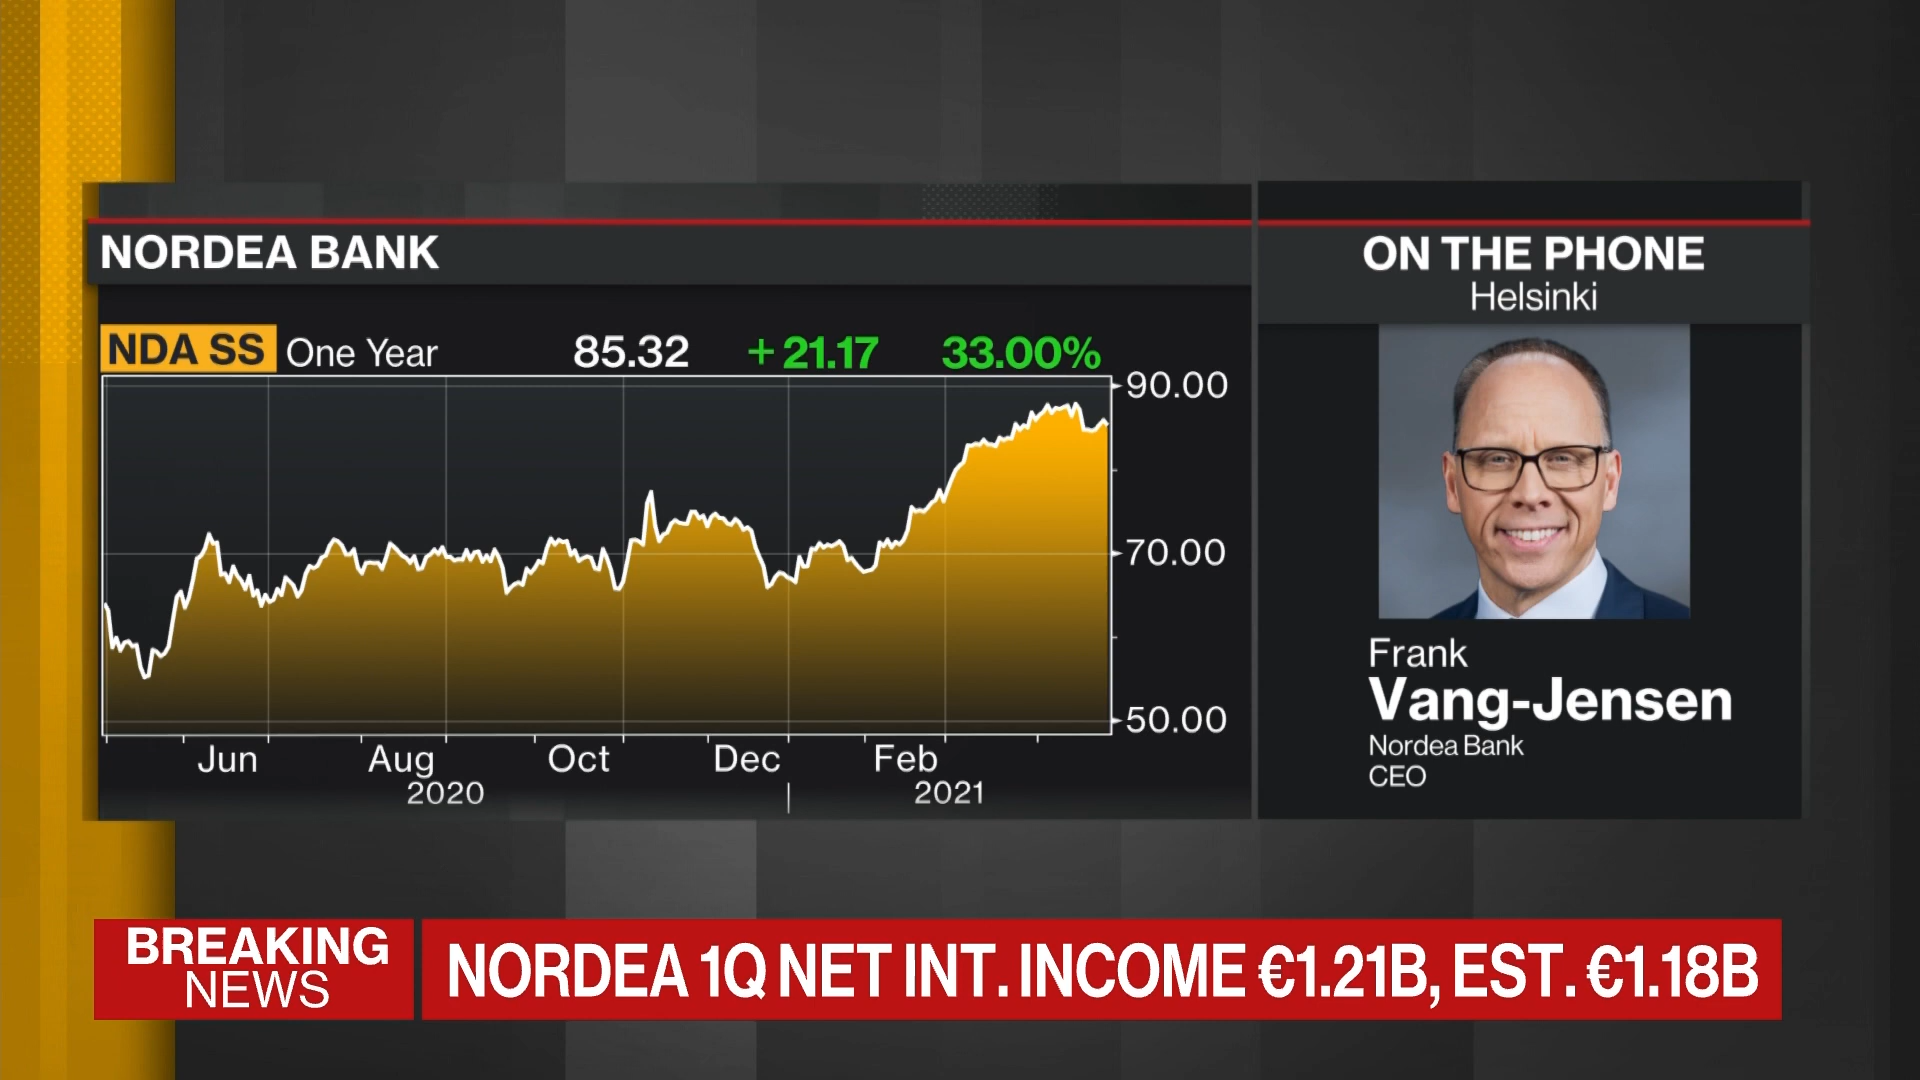 NORDEA BANK
NDA SS One Year 85.32 +21.17 33.00%
90.00
70.00
50.00
Jun Aug Oct Dec Feb
2020 2021
ON THE PHONE
Helsinki
Frank
Vang-Jensen
Nordea Bank
CEO
BREAKING
NEWS
NORDEA 1Q NET INT. INCOME €1.21B, EST. €1.18B